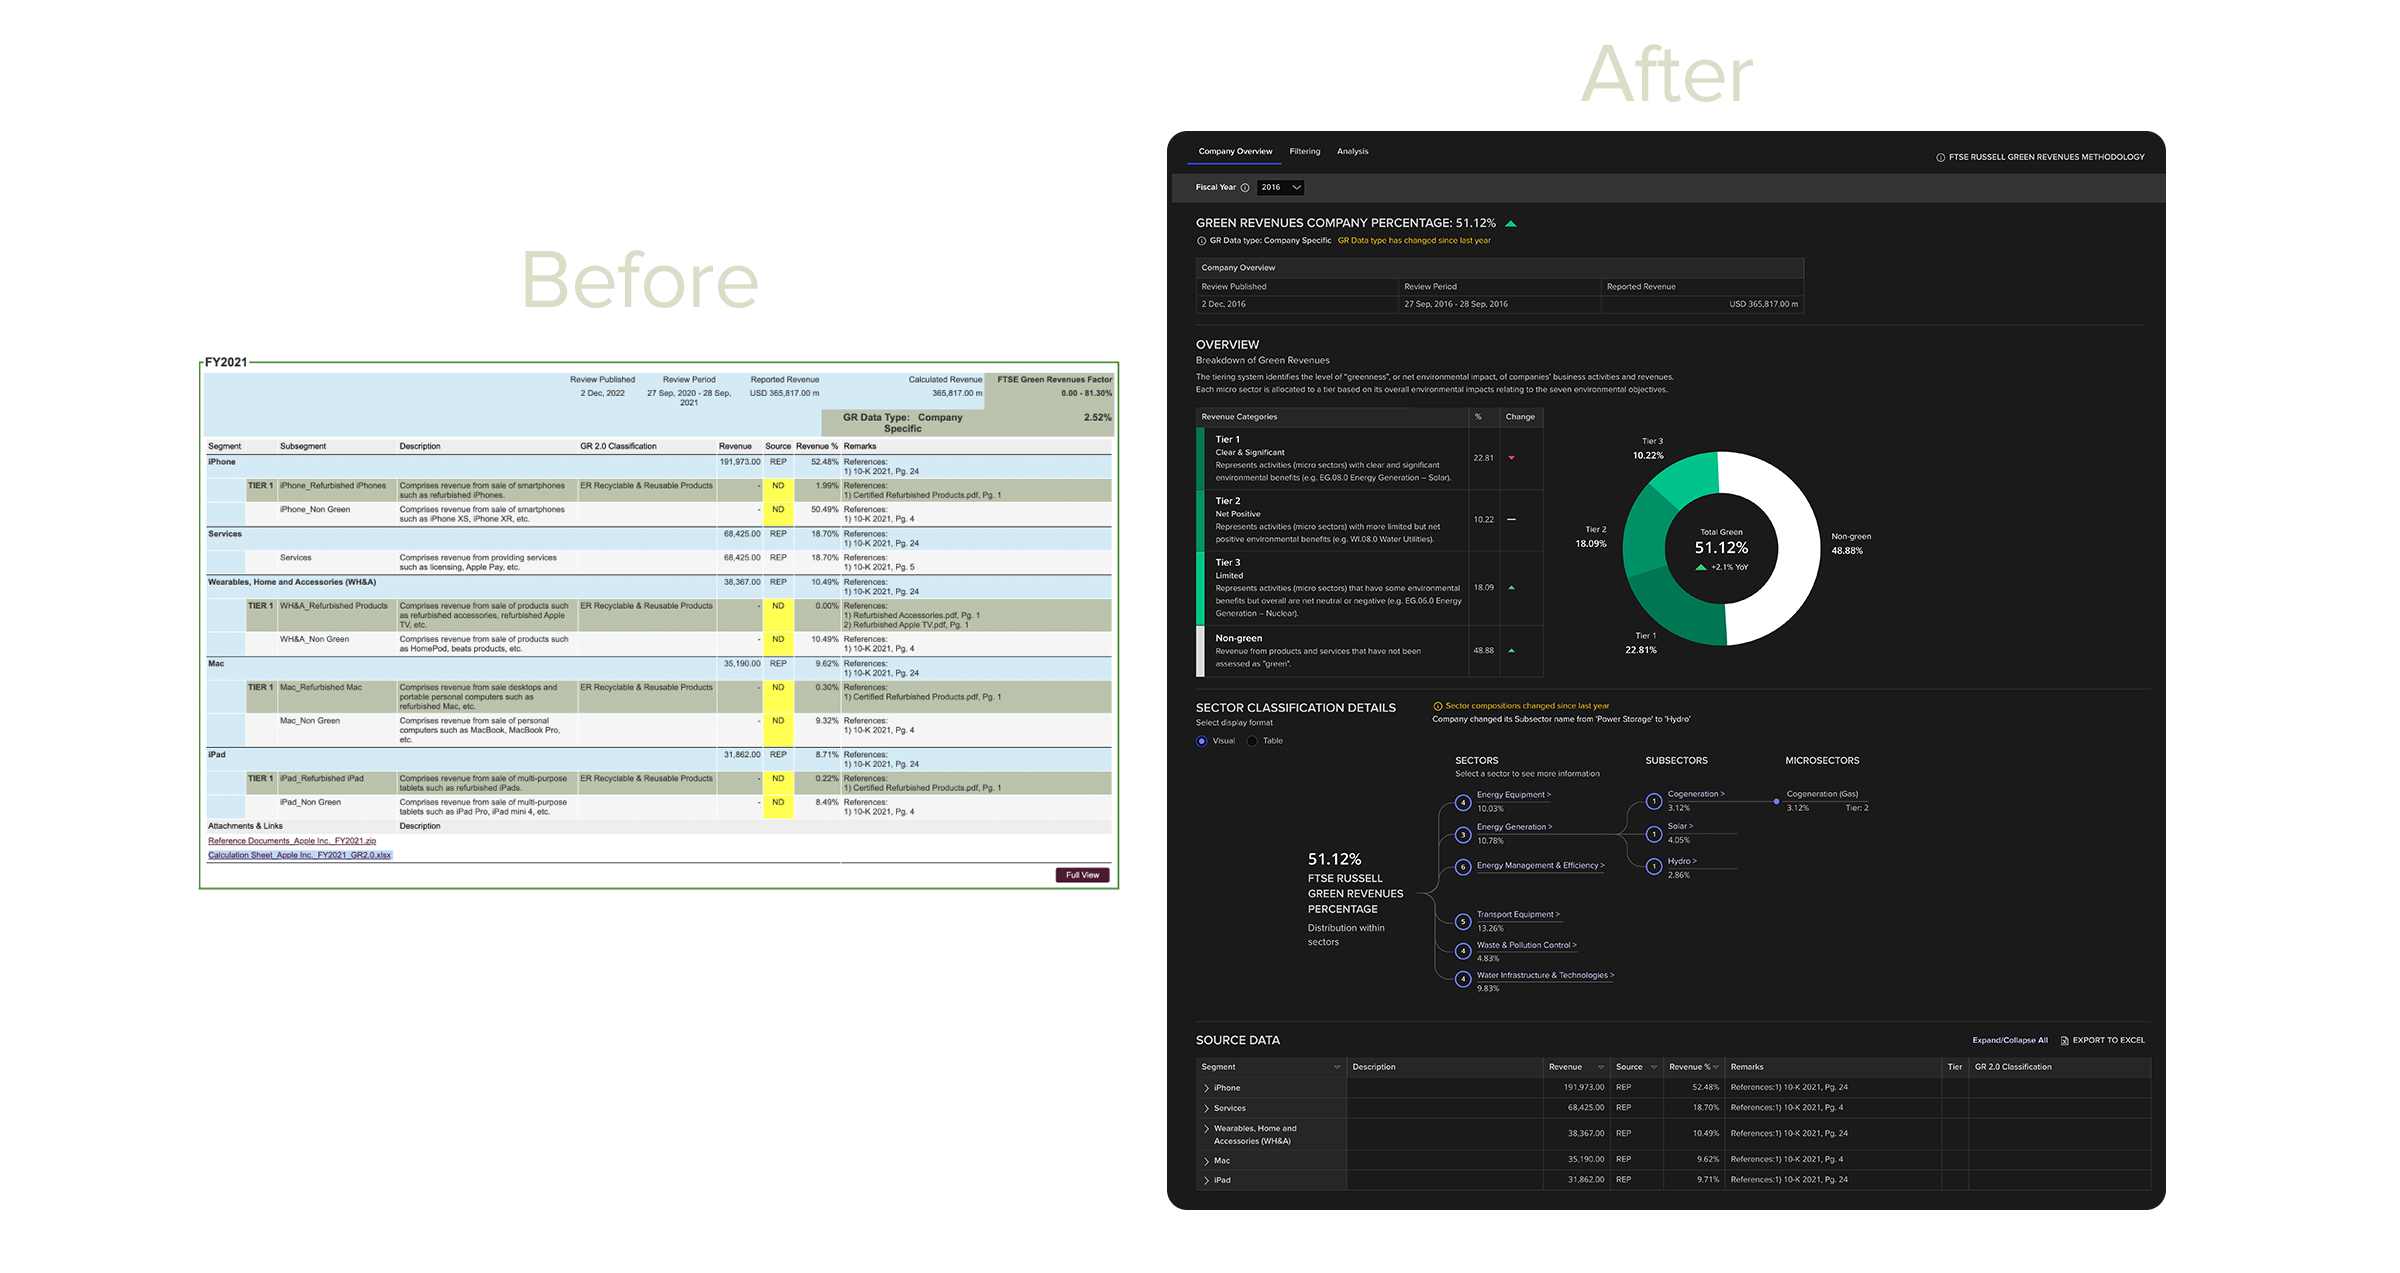 Before
FY2021
Review Published Review Period Reported Revenue Calculated Revenue FTSE Green Revenues Factor
2 Dec, 2022 27 Sep, 2020 - 28 Sep, USD 365,817.00 m 365,817.00 m 0.00 - 81.30%
2021
GR Data Type: Company 2.52%
Specific
Segment Subsegment Description GR 2.0 Classification Revenue Source Revenue % Remarks
iPhone 191,973.00 REP 52.48% References:
1) 10-K 2021, Pg. 24
TIER 1 iPhone_Refurbished iPhones Comprises revenue from sale of smartphones ER Recyclable & Reusable Products - ND 1.99% References:
such as refurbished iPhones. 1) Certified Refurbished Products.pdf, Pg. 1
iPhone_Non Green Comprises revenue from sale of smartphones - ND 50.49% References:
such as iPhone XS, iPhone XR, etc. 1) 10-K 2021, Pg. 4
Services 68,425.00 REP 18.70% References:
1) 10-K 2021, Pg. 24
Services Comprises revenue from providing services 68,425.00 REP 18.70% References:
such as licensing, Apple Pay, etc. 1) 10-K 2021, Pg. 5
Wearables, Home and Accessories (WH&A) 38,367.00 REP 10.49% References:
1) 10-K 2021, Pg. 24
TIER 1 WH&A_Refurbished Products Comprises revenue from sale of products such ER Recyclable & Reusable Products - ND 0.00% References:
as refurbished accessories, refurbished Apple 1) Refurbished Accessories.pdf, Pg. 1
TV, etc. 2) Refurbished Apple TV.pdf, Pg. 1
WH&A_Non Green Comprises revenue from sale of products such - ND 10.49% References:
as HomePod, beats products, etc. 1) 10-K 2021, Pg. 4
Mac 35,190.00 REP 9.62% References:
1) 10-K 2021, Pg. 24
TIER 1 Mac_Refurbished Mac Comprises revenue from sale desktops and ER Recyclable & Reusable Products - ND 0.30% References:
portable personal computers such as 1) Certified Refurbished Products.pdf, Pg. 1
refurbished Mac, etc.
Mac_Non Green Comprises revenue from sale of personal - ND 9.32% References:
computers such as MacBook, MacBook Pro, 1) 10-K 2021, Pg. 4
etc.
iPad 31,862.00 REP 8.71% References:
1) 10-K 2021, Pg. 24
TIER 1 iPad_Refurbished iPad Comprises revenue from sale of multi-purpose ER Recyclable & Reusable Products - ND 0.22% References:
tablets such as refurbished iPads. 1) Certified Refurbished Products.pdf, Pg. 1
iPad_Non Green Comprises revenue from sale of multi-purpose - ND 8.49% References:
tablets such as iPad Pro, iPad mini 4, etc. 1) 10-K 2021, Pg. 4
Attachments & Links Description
Reference Documents_Apple Inc._FY2021.zip
Calculation Sheet_Apple Inc._FY2021_GR2.0.xlsx
Full View
After
Company Overview Filtering Analysis
FTSE RUSSELL GREEN REVENUES METHODOLOGY
Fiscal Year 2016
GREEN REVENUES COMPANY PERCENTAGE: 51.12%
GR Data type: Company Specific GR Data type has changed since last year
Company Overview
Review Published Review Period Reported Revenue
2 Dec, 2016 27 Sep, 2016 - 28 Sep, 2016 USD 365,817.00 m
OVERVIEW
Breakdown of Green Revenues
The tiering system identifies the level of "greenness", or net environmental impact, of companies' business activities and revenues.
Each micro sector is allocated to a tier based on its overall environmental impacts relating to the seven environmental objectives.
Revenue Categories % Change
Tier 1
Clear & Significant
Represents activities (micro sectors) with clear and significant 22.81
environmental benefits (e.g. EG.08.0 Energy Generation – Solar).
Tier 2
Net Positive
Represents activities (micro sectors) with more limited but net 10.22 —
positive environmental benefits (e.g. WI.08.0 Water Utilities).
Tier 3
Limited
Represents activities (micro sectors) that have some environmental 18.09
benefits but overall are net neutral or negative (e.g. EG.06.0 Energy
Generation – Nuclear).
Non-green
Revenue from products and services that have not been 48.88
assessed as "green".
Tier 3
10.22%
Tier 2
18.09%
Total Green
51.12%
+2.1% YoY
Non-green
48.88%
Tier 1
22.81%
SECTOR CLASSIFICATION DETAILS
Select display format
Visual Table
Sector compositions changed since last year
Company changed its Subsector name from 'Power Storage' to 'Hydro'
51.12%
FTSE RUSSELL
GREEN REVENUES
PERCENTAGE
Distribution within
sectors
SECTORS
Select a sector to see more information
4 Energy Equipment >
10.03%
3 Energy Generation >
10.78%
6 Energy Management & Efficiency >
5 Transport Equipment >
13.26%
4 Waste & Pollution Control >
4.83%
4 Water Infrastructure & Technologies >
9.83%
SUBSECTORS
1 Cogeneration >
3.12%
1 Solar >
4.05%
1 Hydro >
2.86%
MICROSECTORS
Cogeneration (Gas)
3.12% Tier: 2
SOURCE DATA
Expand/Collapse All EXPORT TO EXCEL
Segment Description Revenue Source Revenue % Remarks Tier GR 2.0 Classification
iPhone 191,973.00 REP 52.48% References:1) 10-K 2021, Pg. 24
Services 68,425.00 REP 18.70% References:1) 10-K 2021, Pg. 4
Wearables, Home and
Accessories (WH&A) 38,367.00 REP 10.49% References:1) 10-K 2021, Pg. 24
Mac 35,190.00 REP 9.62% References:1) 10-K 2021, Pg. 4
iPad 31,862.00 REP 9.71% References:1) 10-K 2021, Pg. 24